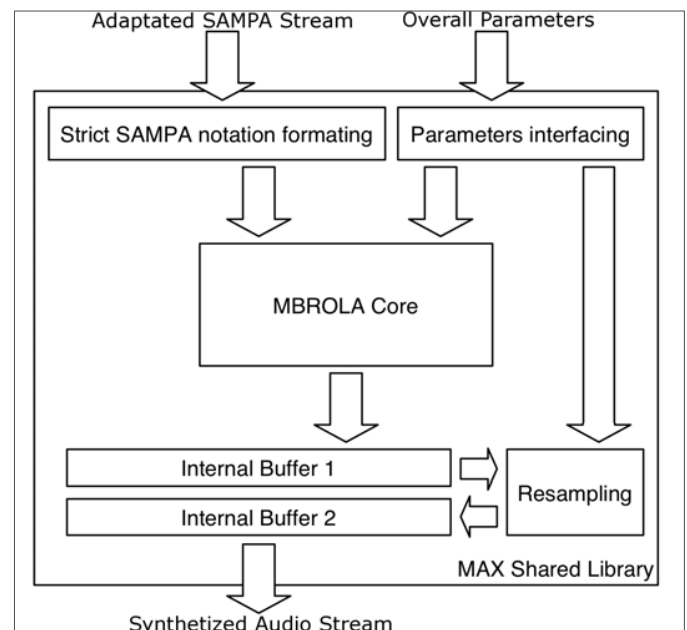 Adaptated SAMPA Stream
Overall Parameters
Strict SAMPA notation formating
Parameters interfacing
MBROLA Core
Internal Buffer 1
Internal Buffer 2
Resampling
MAX Shared Library
Synthetized Audio Stream